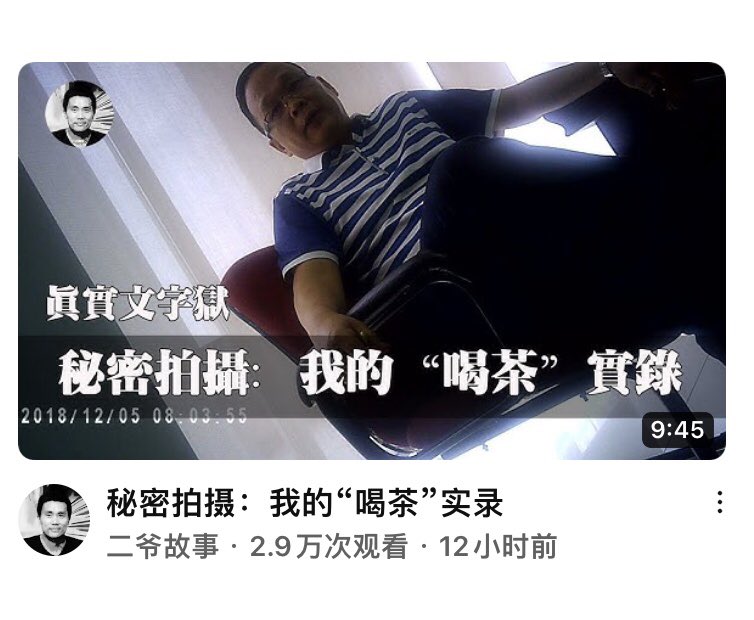 眞實文字獄
秘密拍攝： 我的“喝茶”實錄
2018/12/05 08:03:55
9:45
秘密拍摄：我的“喝茶”实录
二爷故事 · 2.9万次观看 · 12小时前